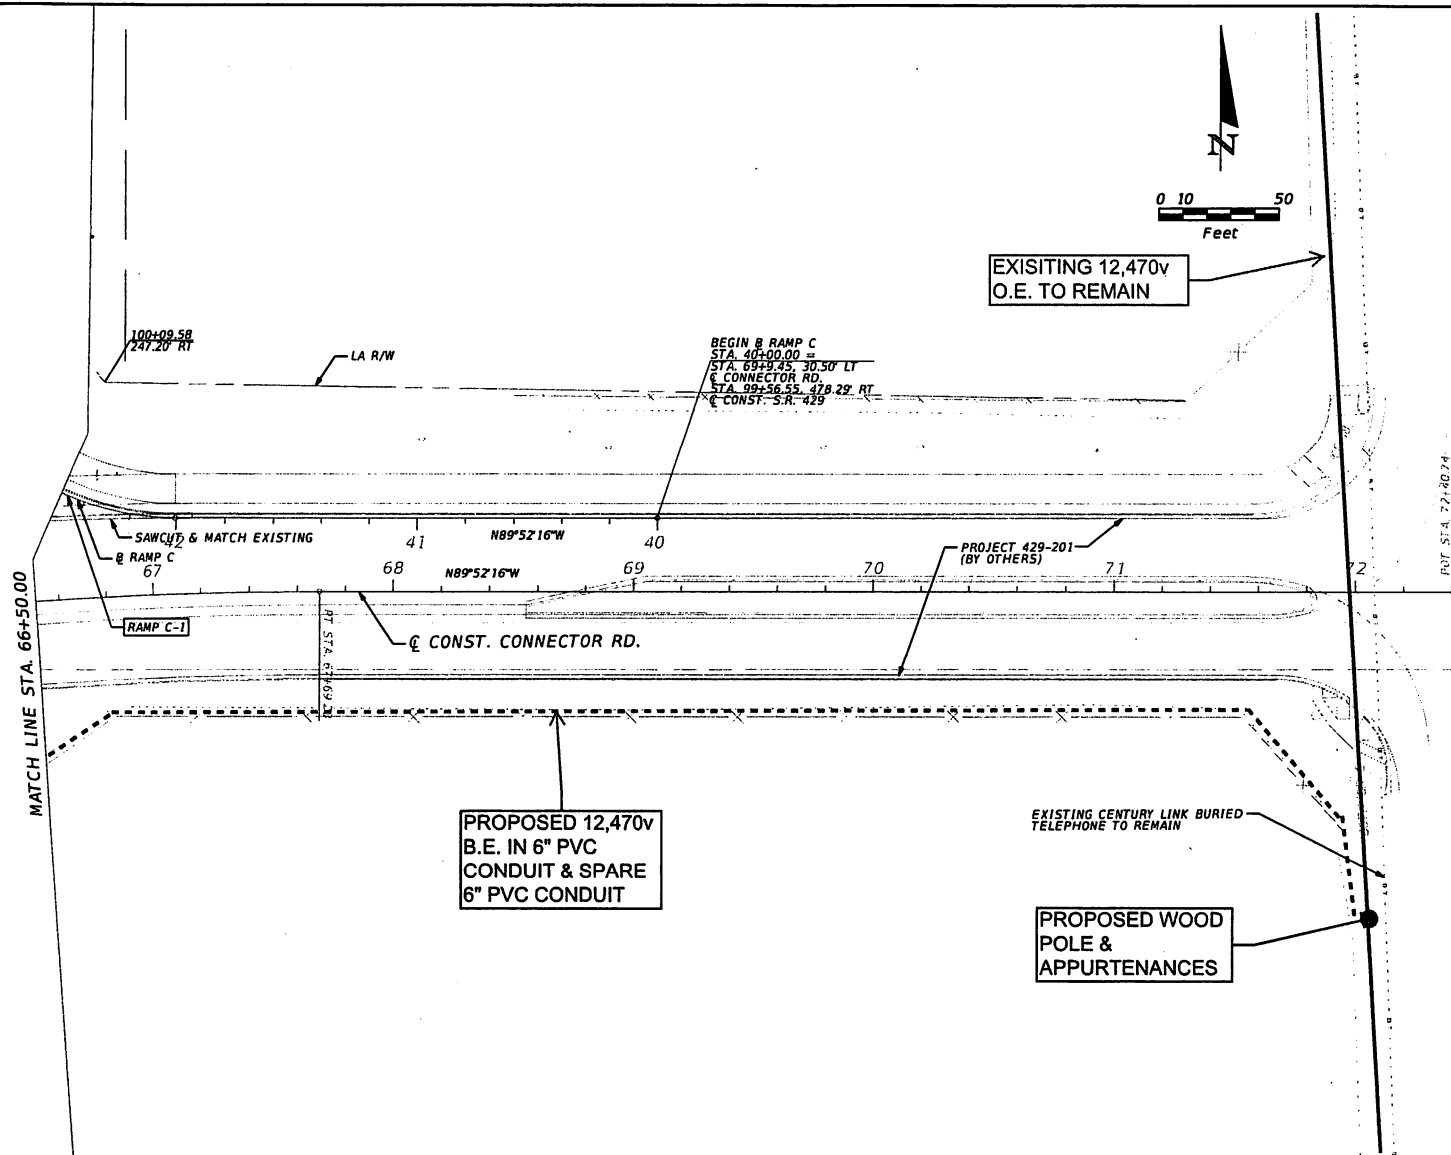 N
0 10 50
Feet
EXISITING 12,470v
O.E. TO REMAIN
100+09.58
247.20' RT
LA R/W
BEGIN ⅊ RAMP C
STA. 40+00.00 =
STA. 69+9.45, 30.50' LT
℄ CONNECTOR RD.
STA. 99+56.55, 478.29' RT
℄ CONST. S.R. 429
SAWCUT & MATCH EXISTING
42
41
N89°52'16"W
40
PROJECT 429-201
(BY OTHERS)
RAMP C
67
68
N89°52'16"W
69
70
71
72
RAMP C-1
℄ CONST. CONNECTOR RD.
MATCH LINE STA. 66+50.00
PROPOSED 12,470v
B.E. IN 6" PVC
CONDUIT & SPARE
6" PVC CONDUIT
EXISTING CENTURY LINK BURIED
TELEPHONE TO REMAIN
PROPOSED WOOD
POLE &
APPURTENANCES